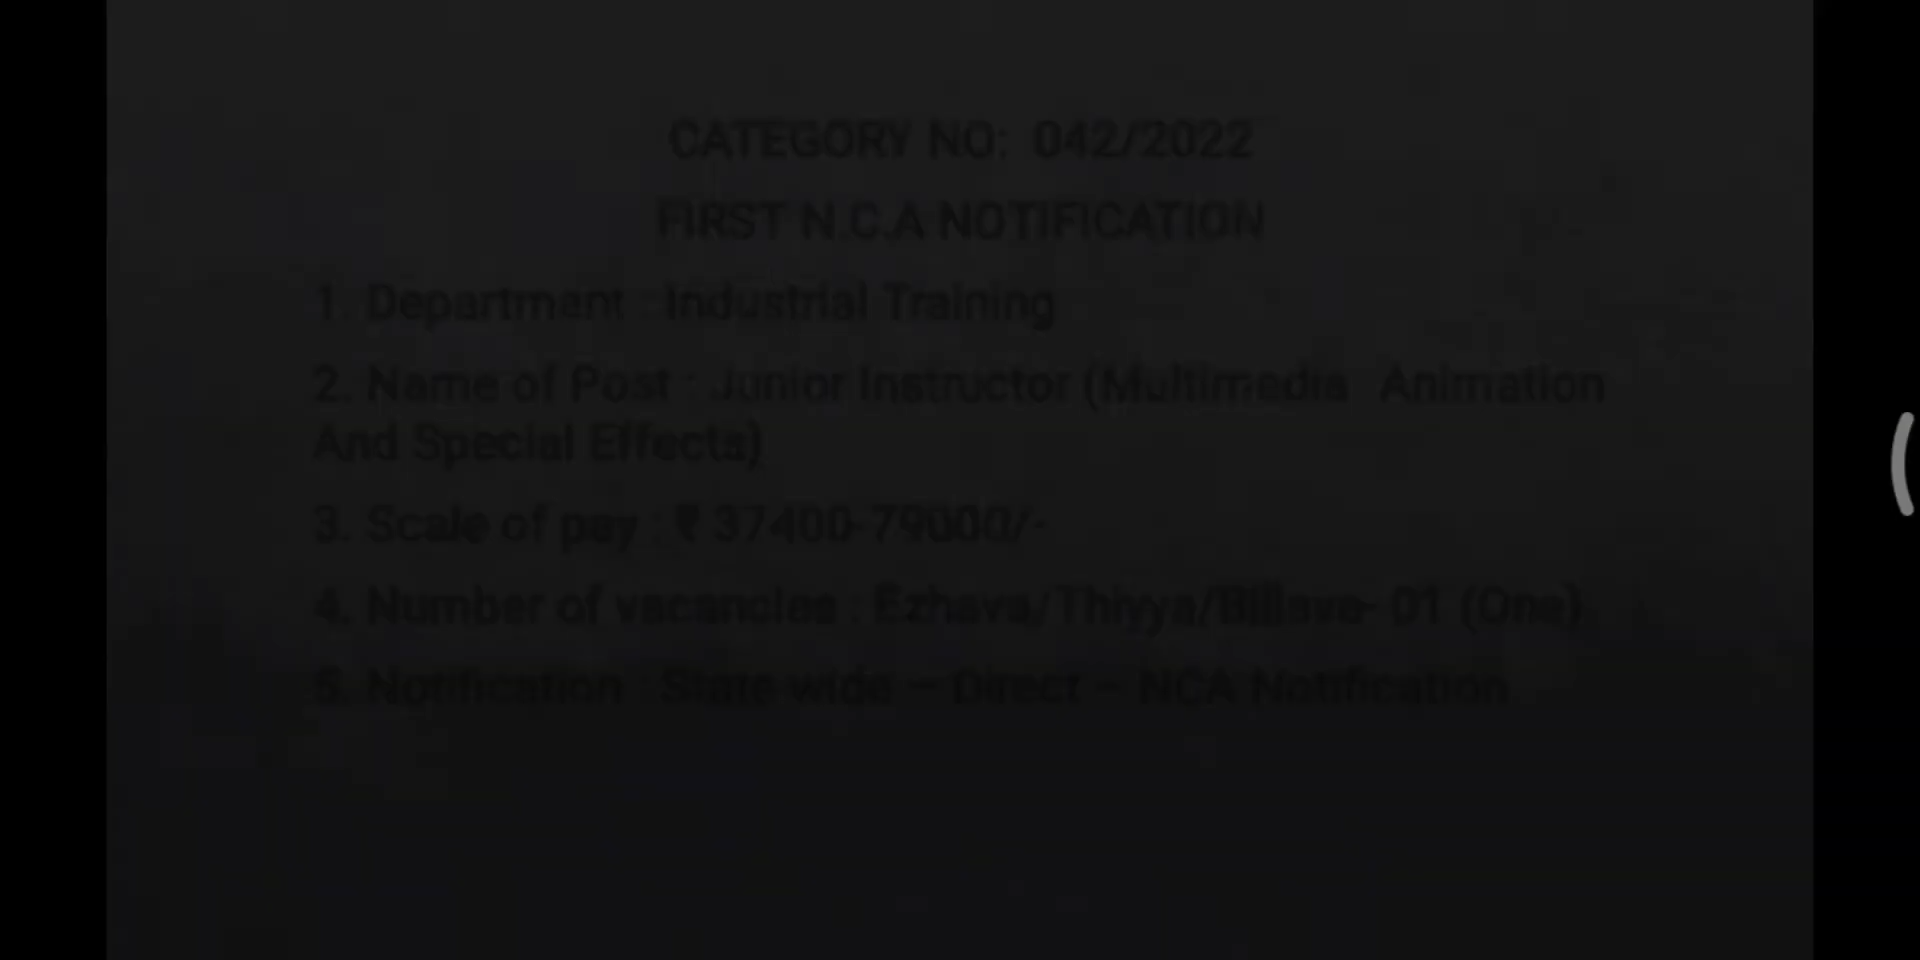 CATEGORY NO: 042/2022
FIRST N.C.A NOTIFICATION
1. Department : Industrial Training
2. Name of Post : Junior Instructor (Multimedia Animation
And Special Effects)
3. Scale of pay : ₹ 37400-79000/-
4. Number of vacancies : Ezhava/Thiyya/Billava- 01 (One)
5. Notification : State wide – Direct – NCA Notification